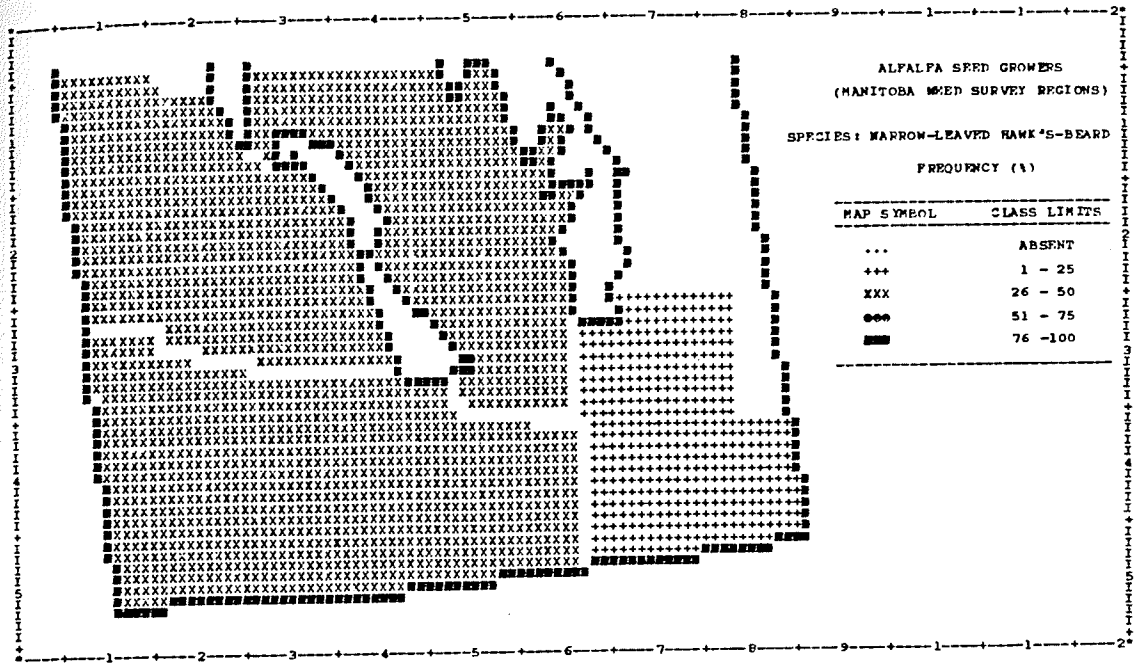 ALFALFA SEED GROWERS
(MANITOBA WEED SURVEY REGIONS)
SPECIES: NARROW-LEAVED HAWK'S-BEARD
FREQUENCY (%)
MAP SYMBOL CLASS LIMITS
... ABSENT
+++ 1 - 25
XXX 26 - 50
51 - 75
76 -100